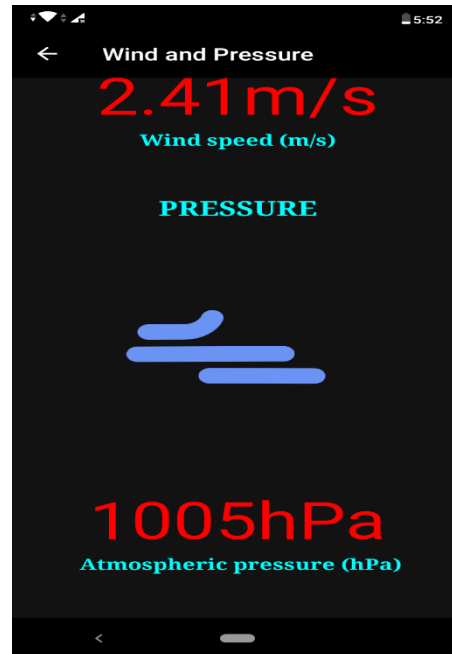 5:52
Wind and Pressure
2.41m/s
Wind speed (m/s)
PRESSURE
1005hPa
Atmospheric pressure (hPa)